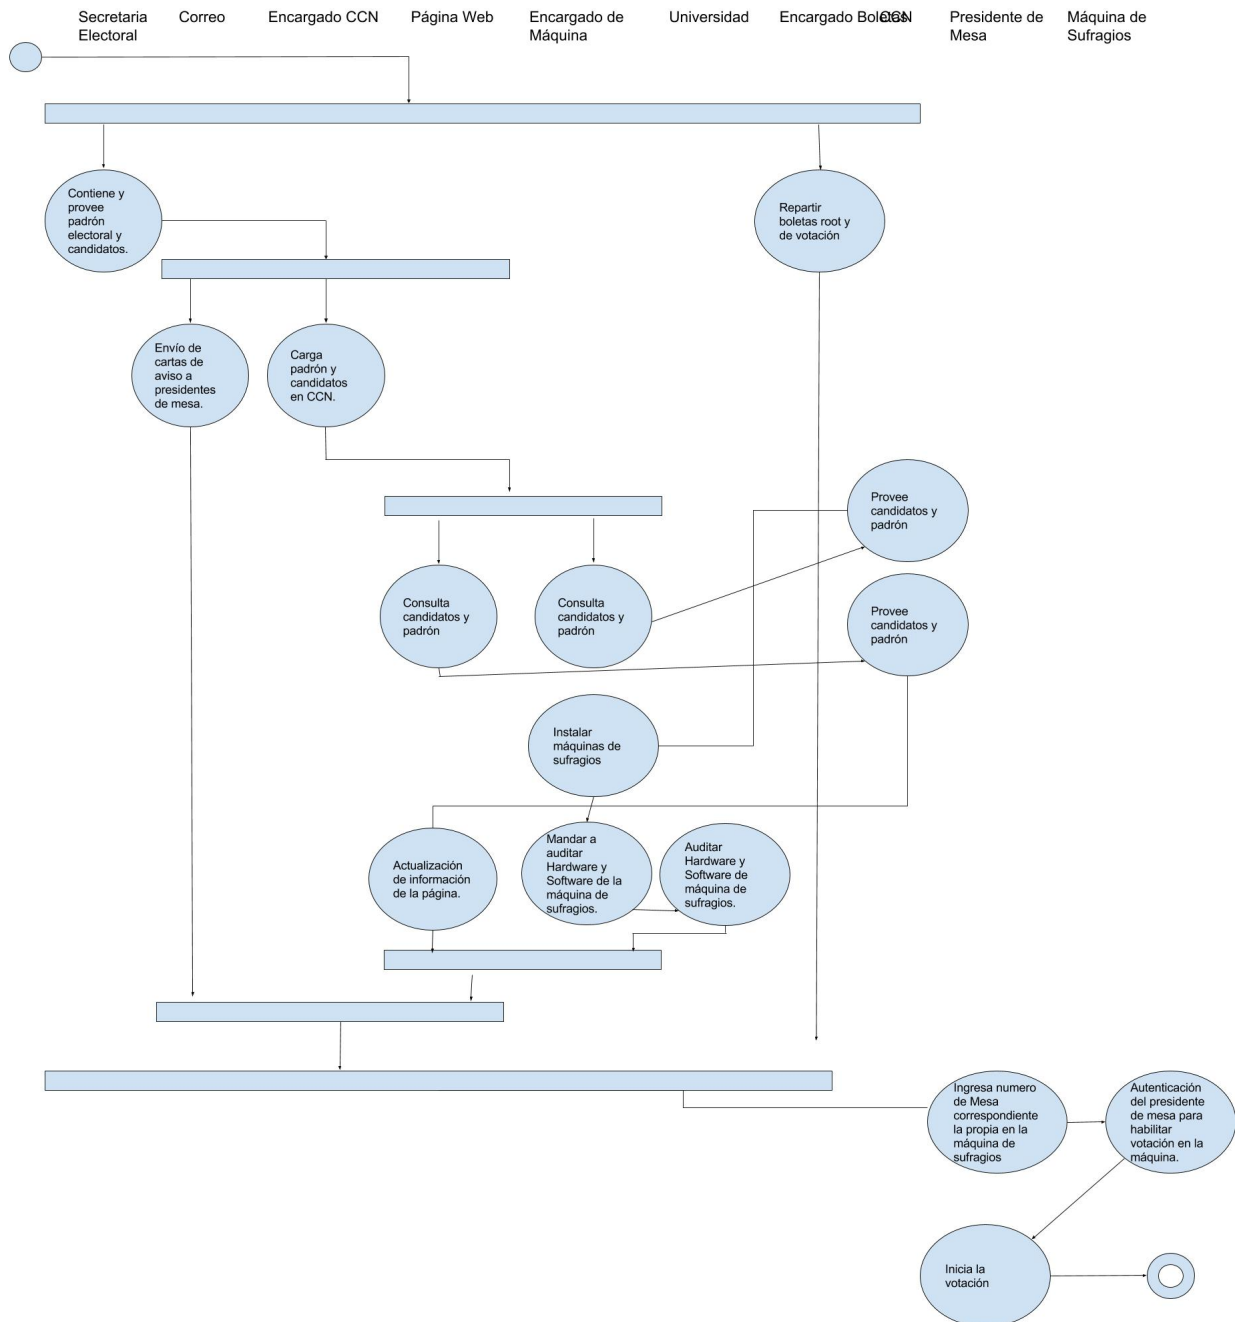 Secretaria
Electoral
Correo
Encargado CCN
Página Web
Encargado de
Máquina
Universidad
Encargado Boletas
CCN
Presidente de
Mesa
Máquina de
Sufragios
Contiene y
provee
padrón
electoral y
candidatos.
Repartir
boletas root y
de votación
Envío de
cartas de
aviso a
presidentes
de mesa.
Carga
padrón y
candidatos
en CCN.
Provee
candidatos y
padrón
Consulta
candidatos y
padrón
Consulta
candidatos y
padrón
Provee
candidatos y
padrón
Instalar
máquinas de
sufragios
Actualización
de información
de la página.
Mandar a
auditar
Hardware y
Software de la
máquina de
sufragios.
Auditar
Hardware y
Software de
máquina de
sufragios.
Ingresa numero
de Mesa
correspondiente
la propia en la
máquina de
sufragios
Autenticación
del presidente
de mesa para
habilitar
votación en la
máquina.
Inicia la
votación